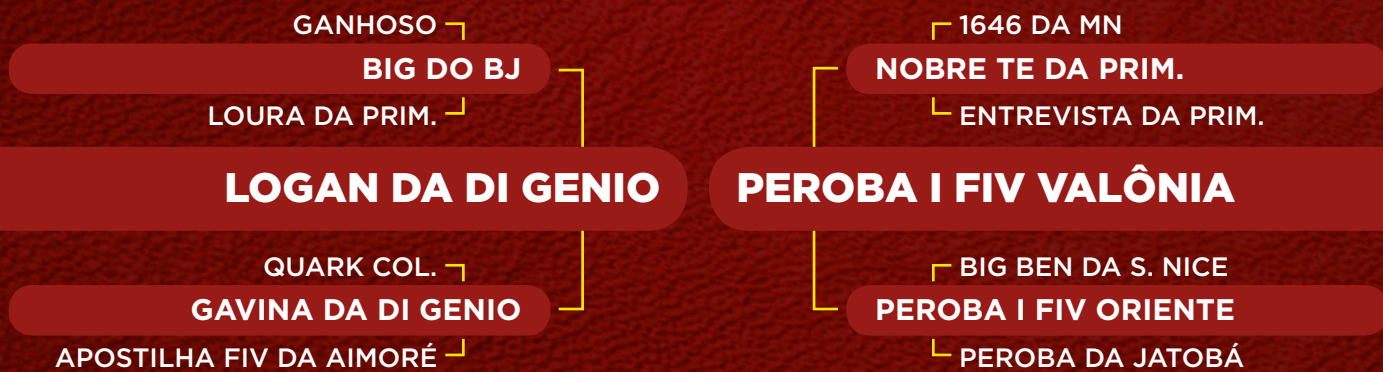 GANHOSO
BIG DO BJ
LOURA DA PRIM.
LOGAN DA DI GENIO
QUARK COL.
GAVINA DA DI GENIO
APOSTILHA FIV DA AIMORÉ
1646 DA MN
NOBRE TE DA PRIM.
ENTREVISTA DA PRIM.
PEROBA I FIV VALÔNIA
BIG BEN DA S. NICE
PEROBA I FIV ORIENTE
PEROBA DA JATOBÁ